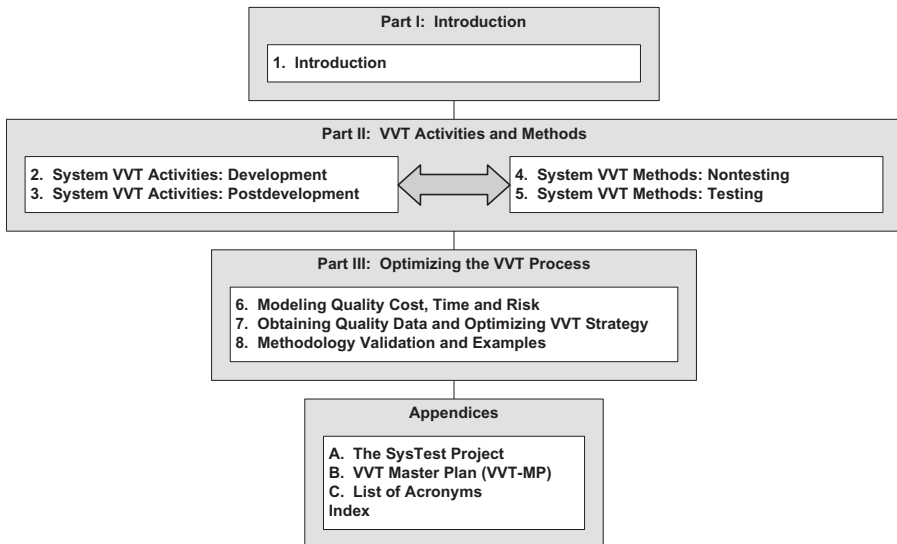 Part I: Introduction
1. Introduction
Part II: VVT Activities and Methods
2. System VVT Activities: Development
3. System VVT Activities: Postdevelopment
4. System VVT Methods: Nontesting
5. System VVT Methods: Testing
Part III: Optimizing the VVT Process
6. Modeling Quality Cost, Time and Risk
7. Obtaining Quality Data and Optimizing VVT Strategy
8. Methodology Validation and Examples
Appendices
A. The SysTest Project
B. VVT Master Plan (VVT-MP)
C. List of Acronyms
Index